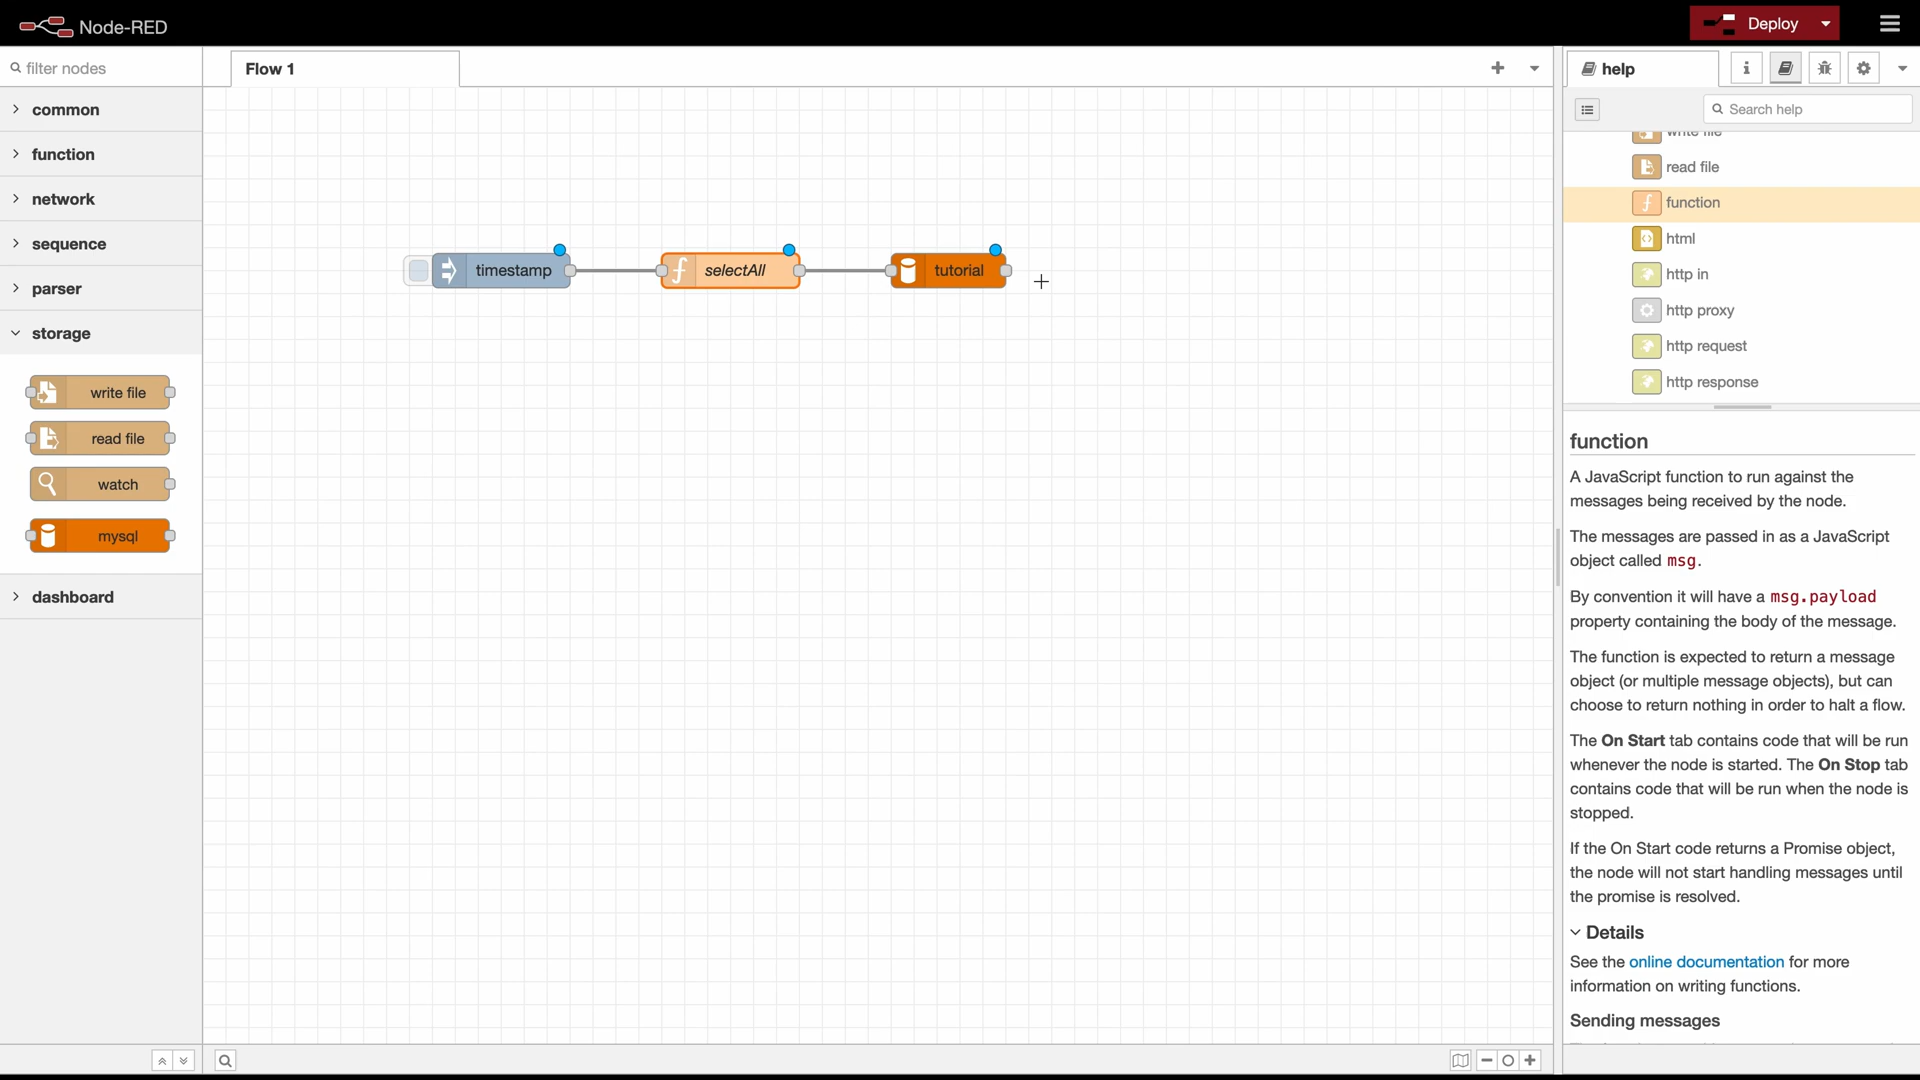 Node-RED
Deploy
filter nodes
Flow 1
help
common
function
network
sequence
parser
storage
write file
read file
watch
mysql
dashboard
timestamp
selectAll
tutorial
Search help
write file
read file
function
html
http in
http proxy
http request
http response
function
A JavaScript function to run against the
messages being received by the node.
The messages are passed in as a JavaScript
object called msg.
By convention it will have a msg.payload
property containing the body of the message.
The function is expected to return a message
object (or multiple message objects), but can
choose to return nothing in order to halt a flow.
The On Start tab contains code that will be run
whenever the node is started. The On Stop tab
contains code that will be run when the node is
stopped.
If the On Start code returns a Promise object,
the node will not start handling messages until
the promise is resolved.
Details
See the online documentation for more
information on writing functions.
Sending messages